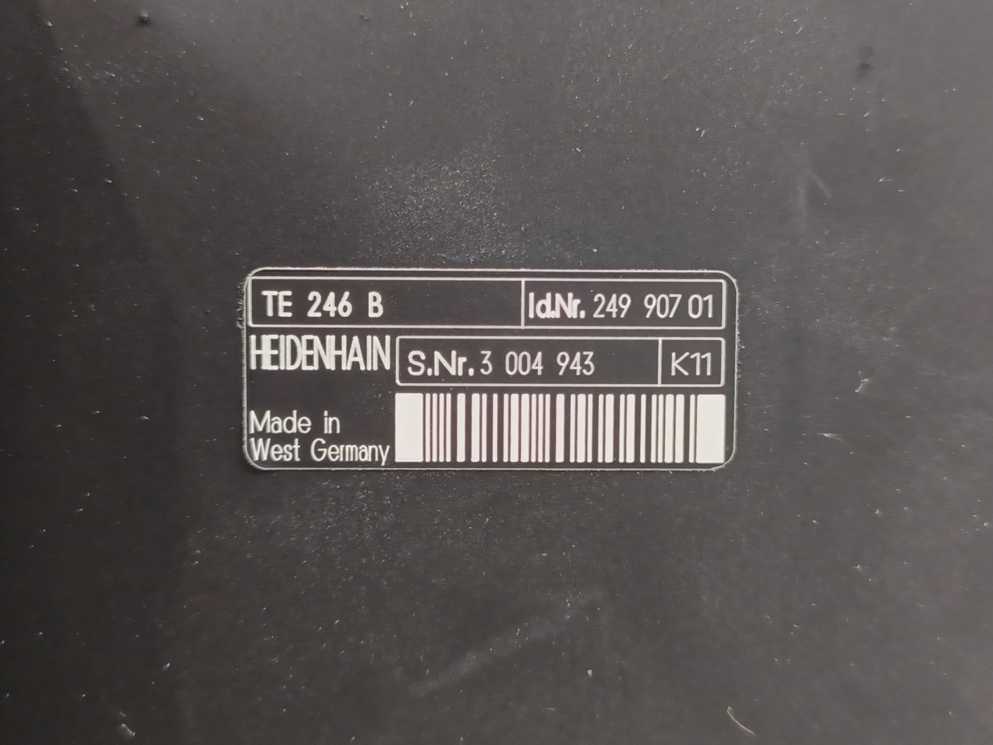 TE 246 B Id.Nr. 249 907 01
HEIDENHAIN S.Nr. 3 004 943 K11
Made in
West Germany